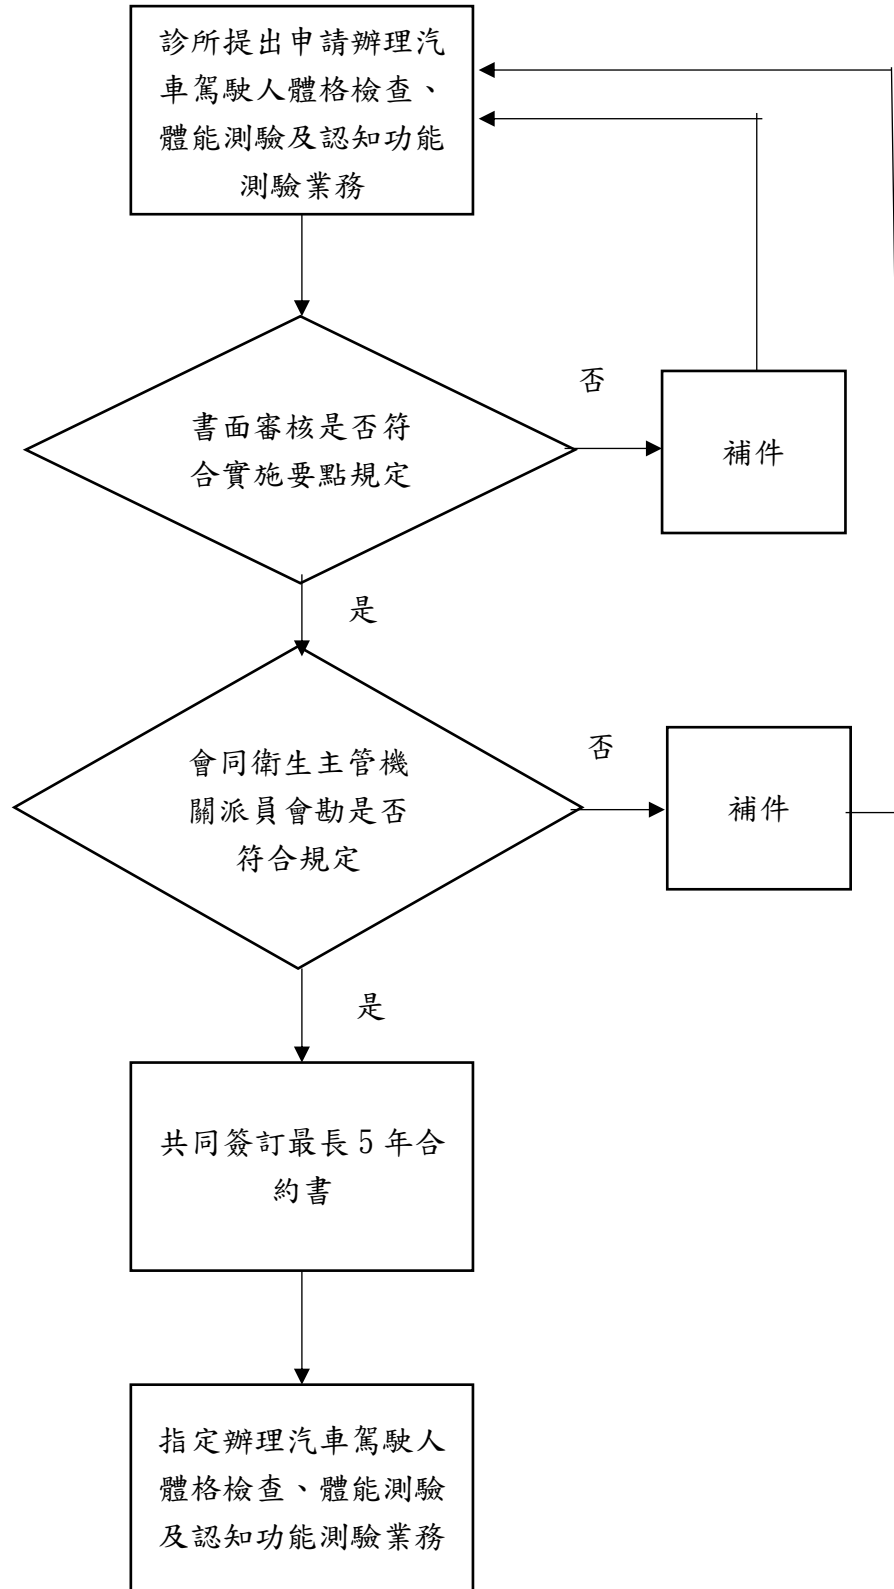 診所提出申請辦理汽
車駕駛人體格檢查、
體能測驗及認知功能
測驗業務
否
書面審核是否符
合實施要點規定
補件
是
否
會同衛生主管機
關派員會勘是否
符合規定
補件
是
共同簽訂最長5年合
約書
指定辦理汽車駕駛人
體格檢查、體能測驗
及認知功能測驗業務